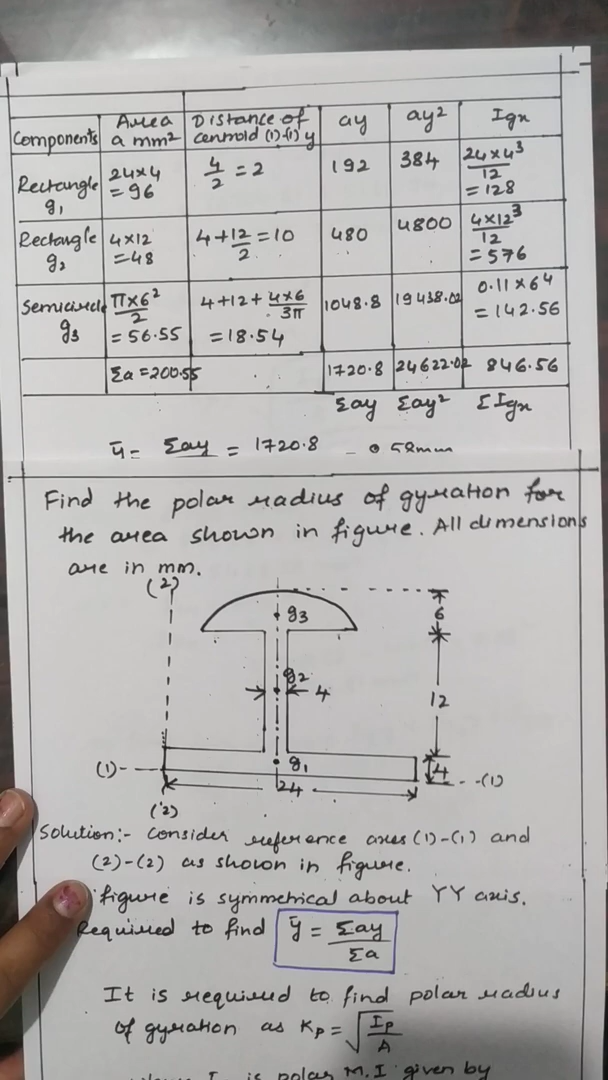 Components | Area a mm² | Distance of centroid (1)-(1) y | ay | ay² | Igx
Rectangle g₁ | 24×4 = 96 | 4/2 = 2 | 192 | 384 | 24×4³/12 = 128
Rectangle g₂ | 4×12 = 48 | 4+12/2 = 10 | 480 | 4800 | 4×12³/12 = 576
Semicircle g₃ | π×6²/2 = 56.55 | 4+12+4×6/3π = 18.54 | 1048.8 | 19438.02 | 0.11×6⁴ = 142.56
Σa = 200.55 | 1720.8 | 24622.02 | 846.56
Σay Σay² ΣIgx
ȳ = Σay = 1720.8
Find the polar radius of gyration for
the area shown in figure. All dimensions
are in mm.
(2)
g₃
6
g₂
4
12
g₁
(1)
4
(1)
24
(2)
Solution:- Consider reference axes (1)-(1) and
(2)-(2) as shown in figure.
figure is symmetrical about YY axis.
Required to find ȳ = Σay/Σa
It is required to find polar radius
of gyration as Kp = √(Ip/A)
is polar M.I given by